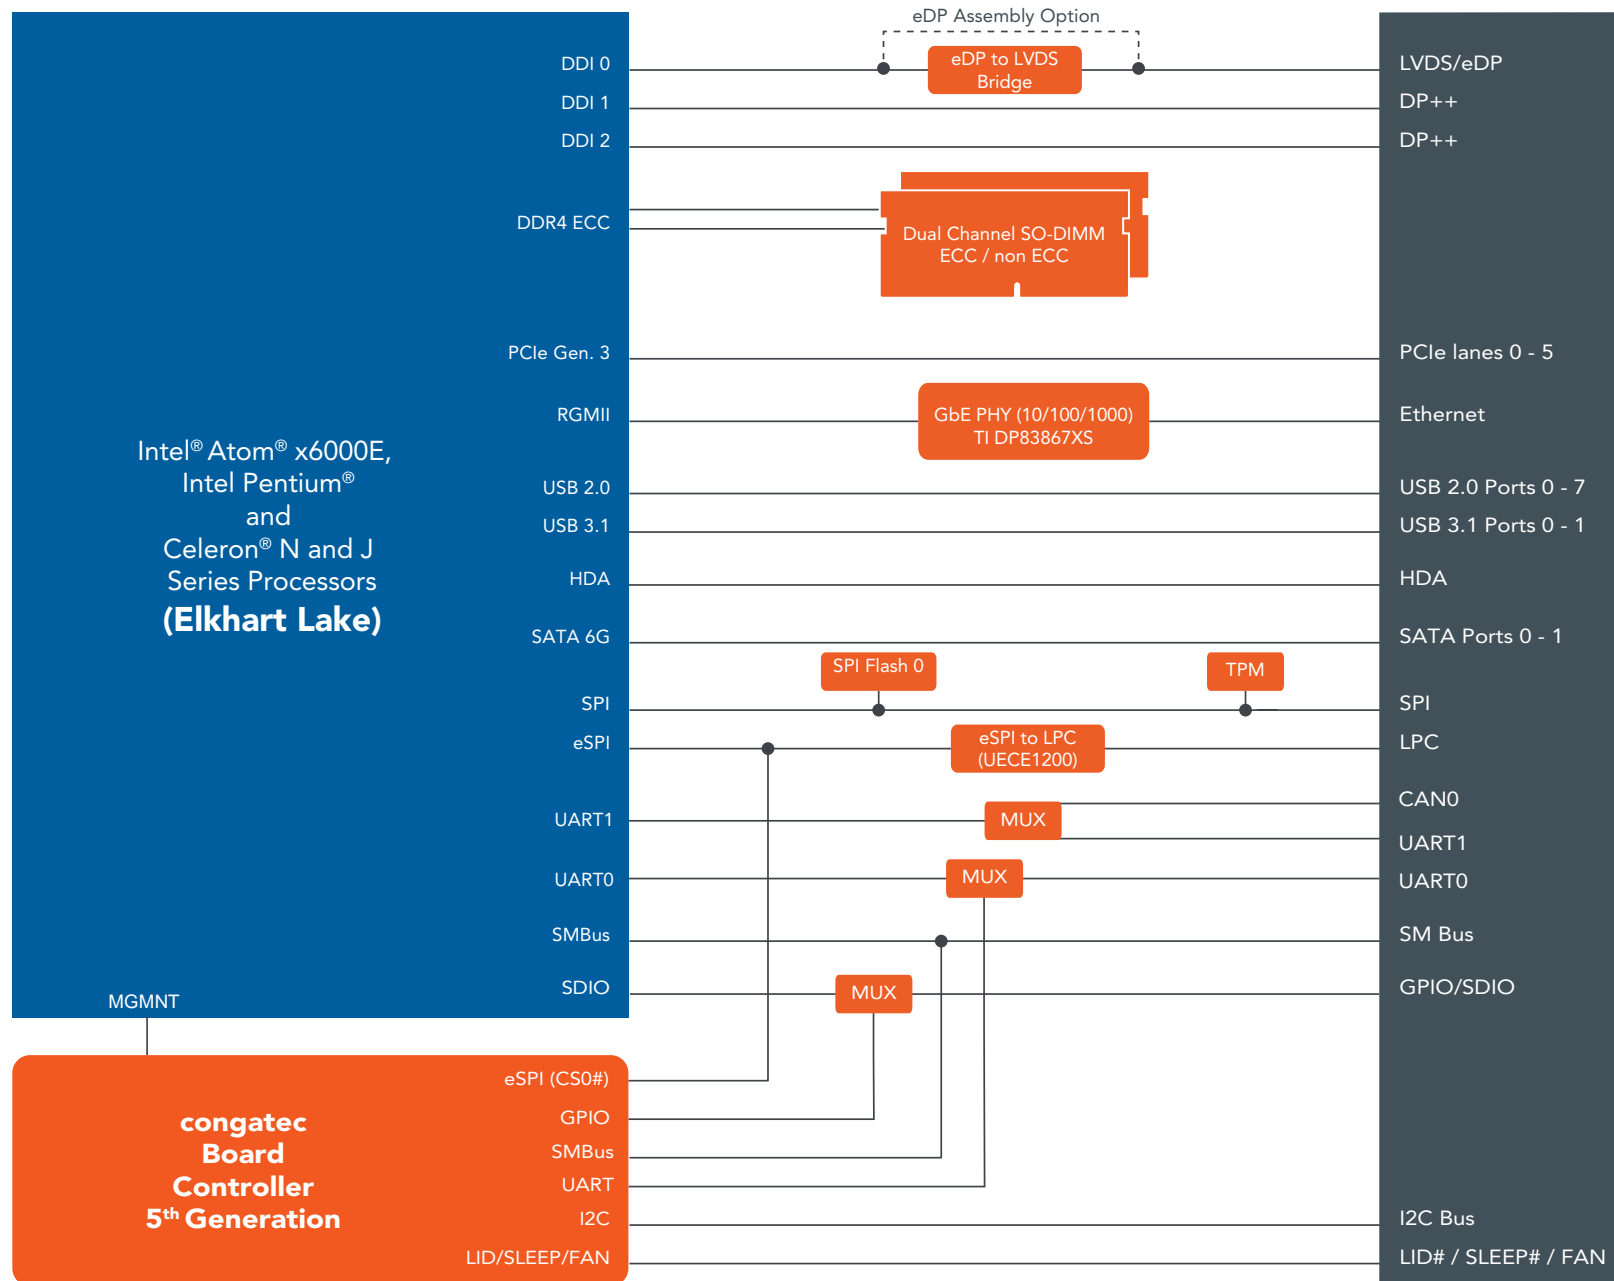 eDP Assembly Option
DDI 0
eDP to LVDS
Bridge
LVDS/eDP
DDI 1
DP++
DDI 2
DP++
DDR4 ECC
Dual Channel SO-DIMM
ECC / non ECC
PCIe Gen. 3
PCIe lanes 0 - 5
RGMII
GbE PHY (10/100/1000)
TI DP83867XS
Ethernet
Intel® Atom® x6000E,
Intel Pentium®
and
Celeron® N and J
Series Processors
(Elkhart Lake)
USB 2.0
USB 2.0 Ports 0 - 7
USB 3.1
USB 3.1 Ports 0 - 1
HDA
HDA
SATA 6G
SATA Ports 0 - 1
SPI Flash 0
TPM
SPI
SPI
eSPI
eSPI to LPC
(UECE1200)
LPC
UART1
MUX
CAN0
UART1
UART0
MUX
UART0
SMBus
SM Bus
SDIO
MUX
GPIO/SDIO
MGMNT
congatec
Board
Controller
5th Generation
eSPI (CS0#)
GPIO
SMBus
UART
I2C
I2C Bus
LID/SLEEP/FAN
LID# / SLEEP# / FAN